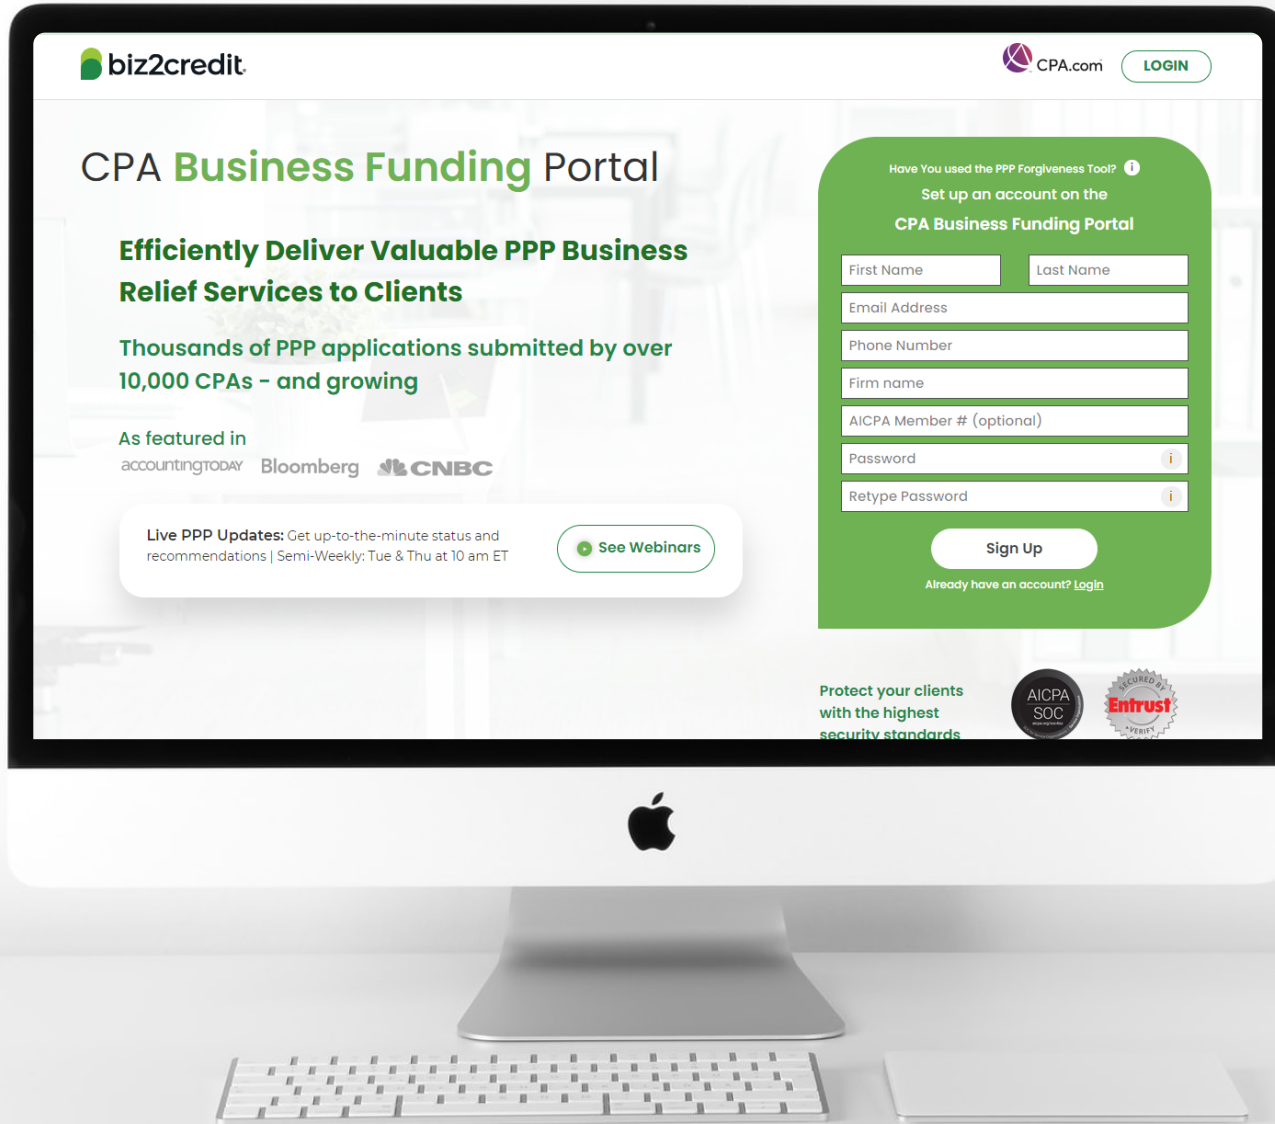 biz2credit
CPA.com
LOGIN
CPA Business Funding Portal
Efficiently Deliver Valuable PPP Business
Relief Services to Clients
Thousands of PPP applications submitted by over
10,000 CPAs - and growing
As featured in
accountingTODAY Bloomberg CNBC
Live PPP Updates: Get up-to-the-minute status and
recommendations | Semi-Weekly: Tue & Thu at 10 am ET
See Webinars
Have You used the PPP Forgiveness Tool? i
Set up an account on the
CPA Business Funding Portal
First Name
Last Name
Email Address
Phone Number
Firm name
AICPA Member # (optional)
Password i
Retype Password i
Sign Up
Already have an account? Login
Protect your clients
with the highest
security standards
AICPA
SOC
SECURED BY
Entrust
VERIFY